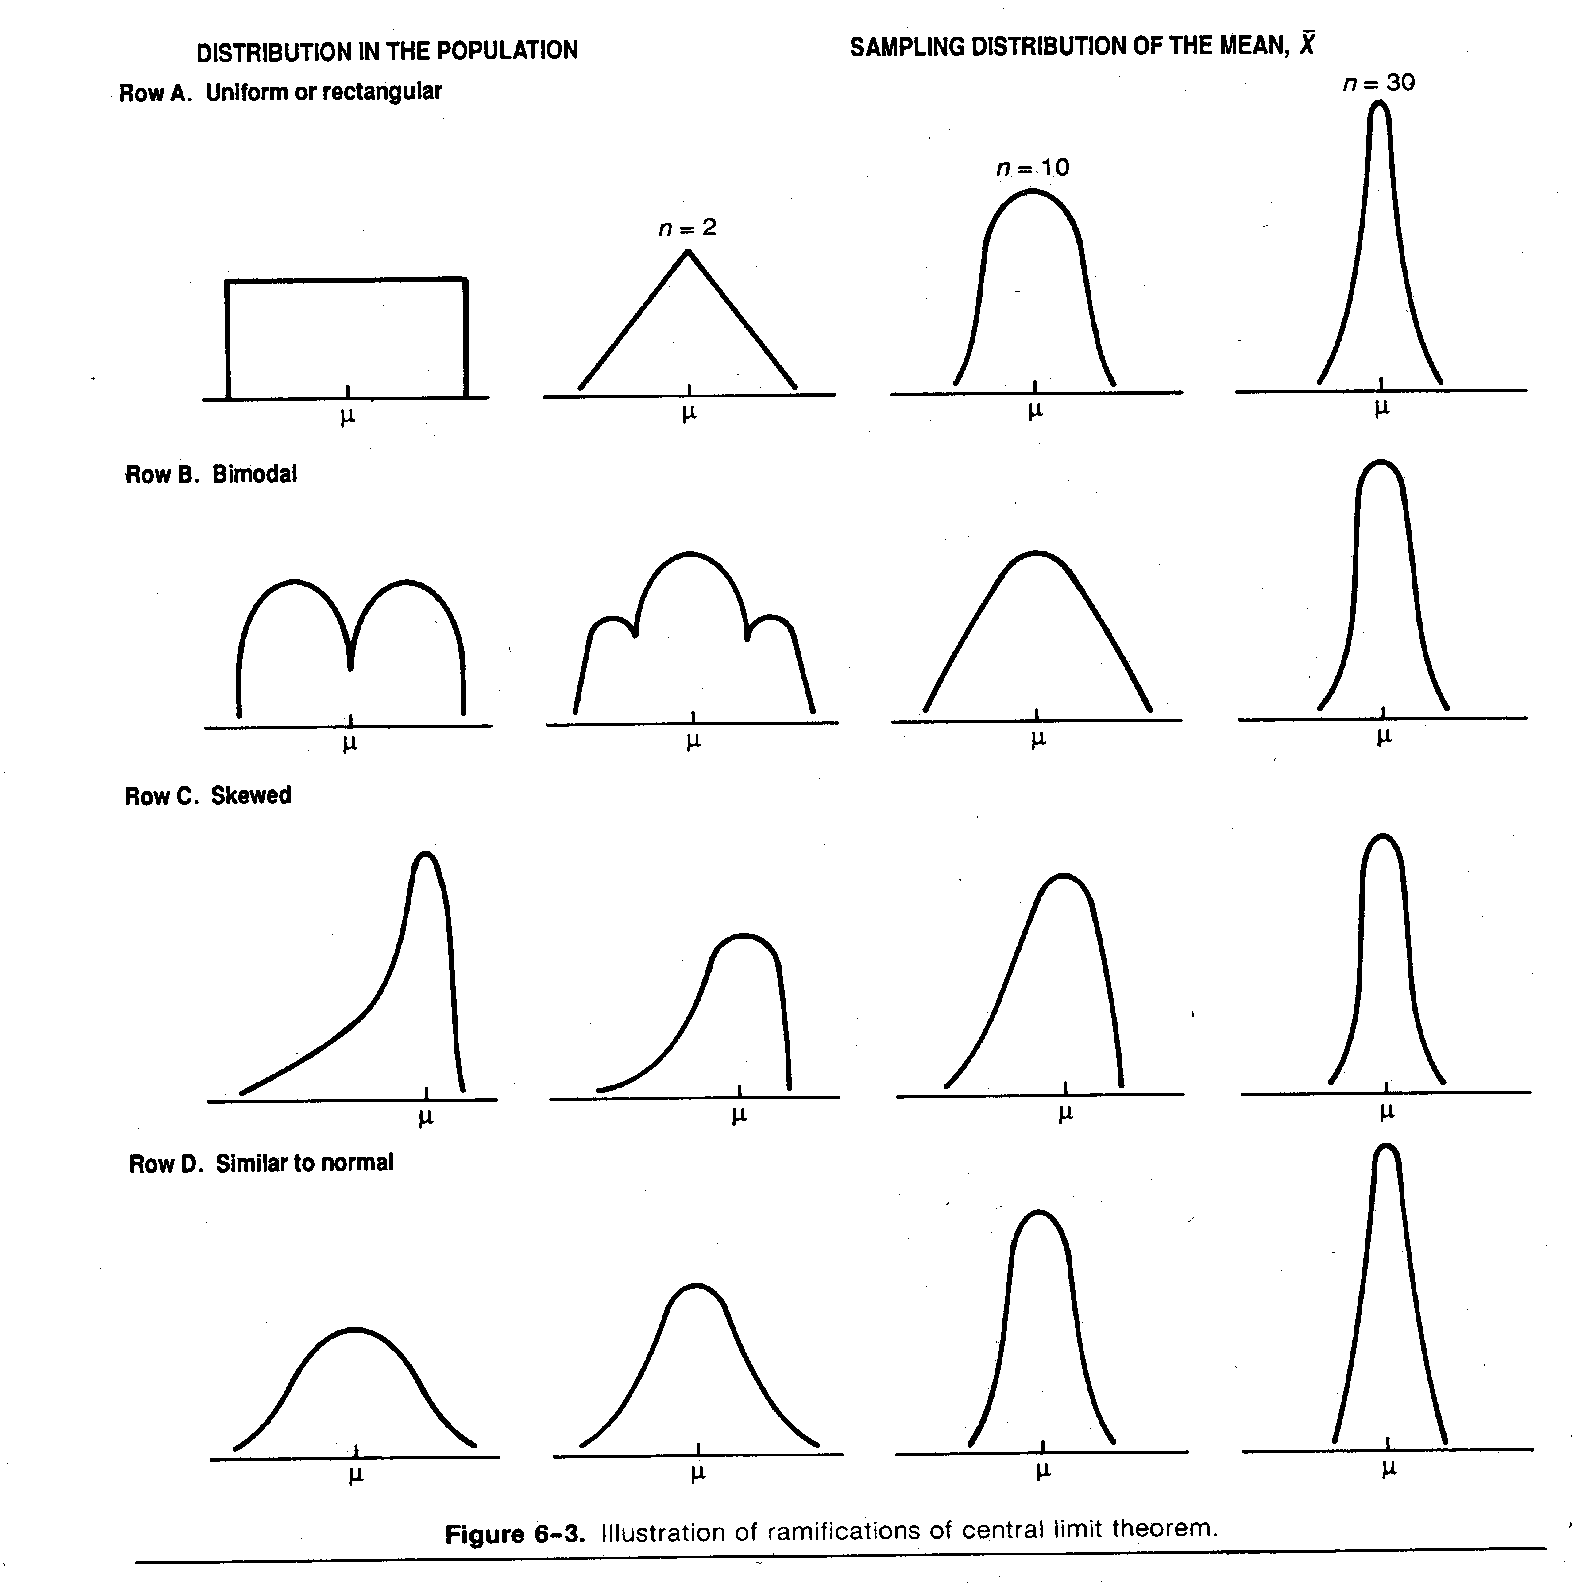 DISTRIBUTION IN THE POPULATION
SAMPLING DISTRIBUTION OF THE MEAN, X̄
Row A. Uniform or rectangular
n = 2
n = 10
n = 30
μ
μ
μ
μ
Row B. Bimodal
μ
μ
μ
μ
Row C. Skewed
μ
μ
μ
μ
Row D. Similar to normal
μ
μ
μ
μ
Figure 6-3. Illustration of ramifications of central limit theorem.